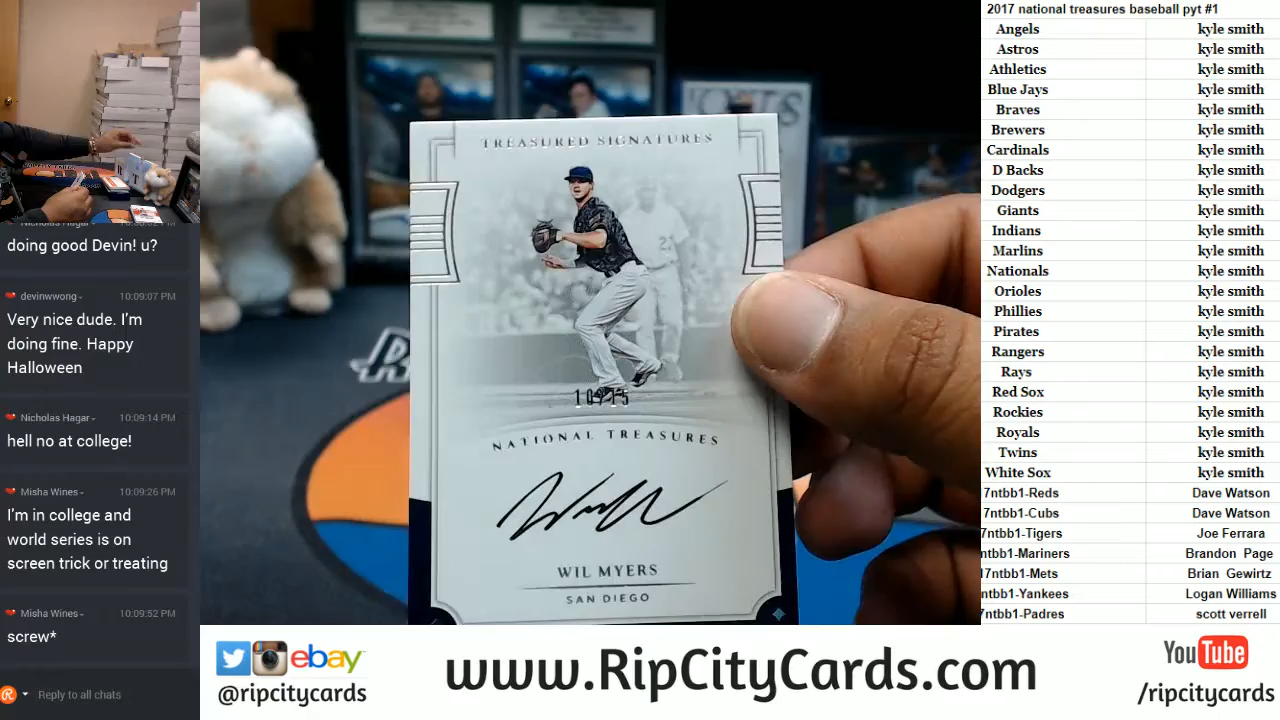 2017 national treasures baseball pyt #1
Angels kyle smith
Astros kyle smith
Athletics kyle smith
Blue Jays kyle smith
Braves kyle smith
Brewers kyle smith
Cardinals kyle smith
D Backs kyle smith
Dodgers kyle smith
Giants kyle smith
Indians kyle smith
Marlins kyle smith
Nationals kyle smith
Orioles kyle smith
Phillies kyle smith
Pirates kyle smith
Rangers kyle smith
Rays kyle smith
Red Sox kyle smith
Rockies kyle smith
Royals kyle smith
Twins kyle smith
White Sox kyle smith
7ntbb1-Reds Dave Watson
7ntbb1-Cubs Dave Watson
7ntbb1-Tigers Joe Ferrara
ntbb1-Mariners Brandon Page
17ntbb1-Mets Brian Gewirtz
ntbb1-Yankees Logan Williams
7ntbb1-Padres scott verrell
Nicholas Hagar
doing good Devin! u?
devinwwong 10:09:07 PM
Very nice dude. I'm
doing fine. Happy
Halloween
Nicholas Hagar 10:09:14 PM
hell no at college!
Misha Wines 10:09:26 PM
I'm in college and
world series is on
screen trick or treating
Misha Wines 10:09:52 PM
screw*
Reply to all chats
TREASURED SIGNATURES
NATIONAL TREASURES
WIL MYERS
SAN DIEGO
ebay
@ripcitycards
www.RipCityCards.com
YouTube
/ripcitycards